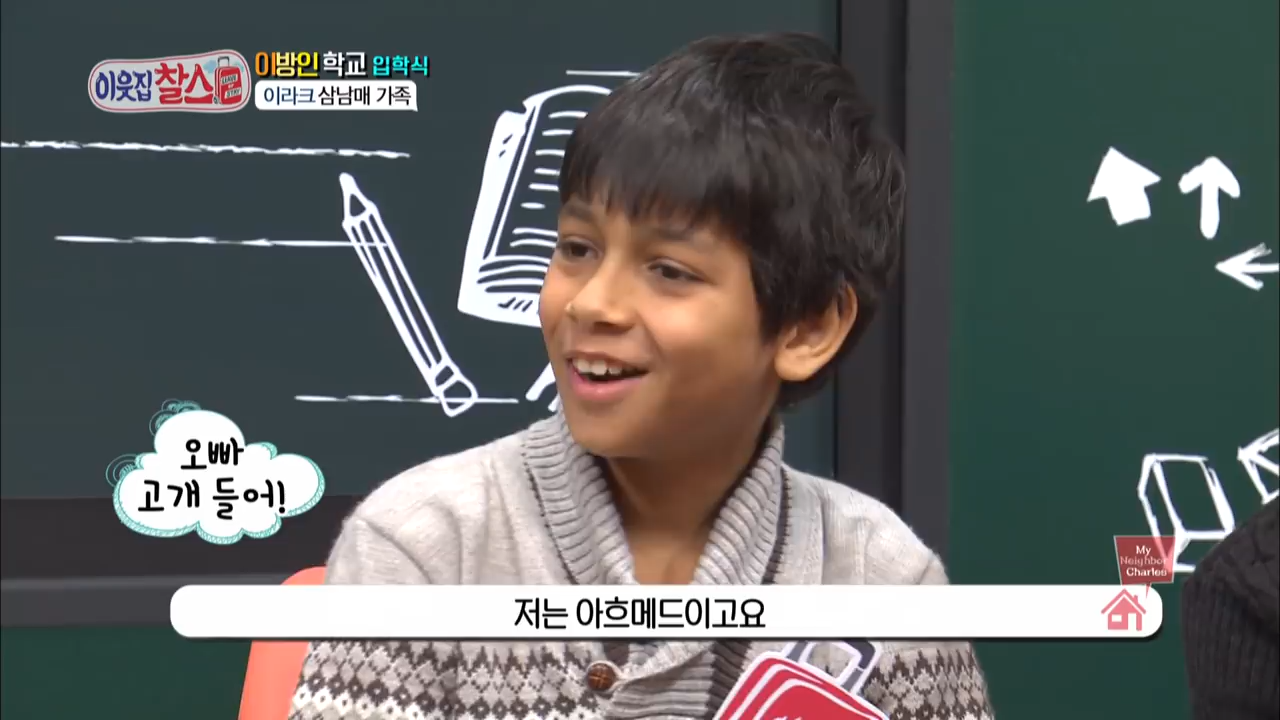 이웃집 찰스
이방인 학교 입학식
이라크 삼남매 가족
오빠
고개 들어!
My
Neighbor
Charles
저는 아흐메드이고요